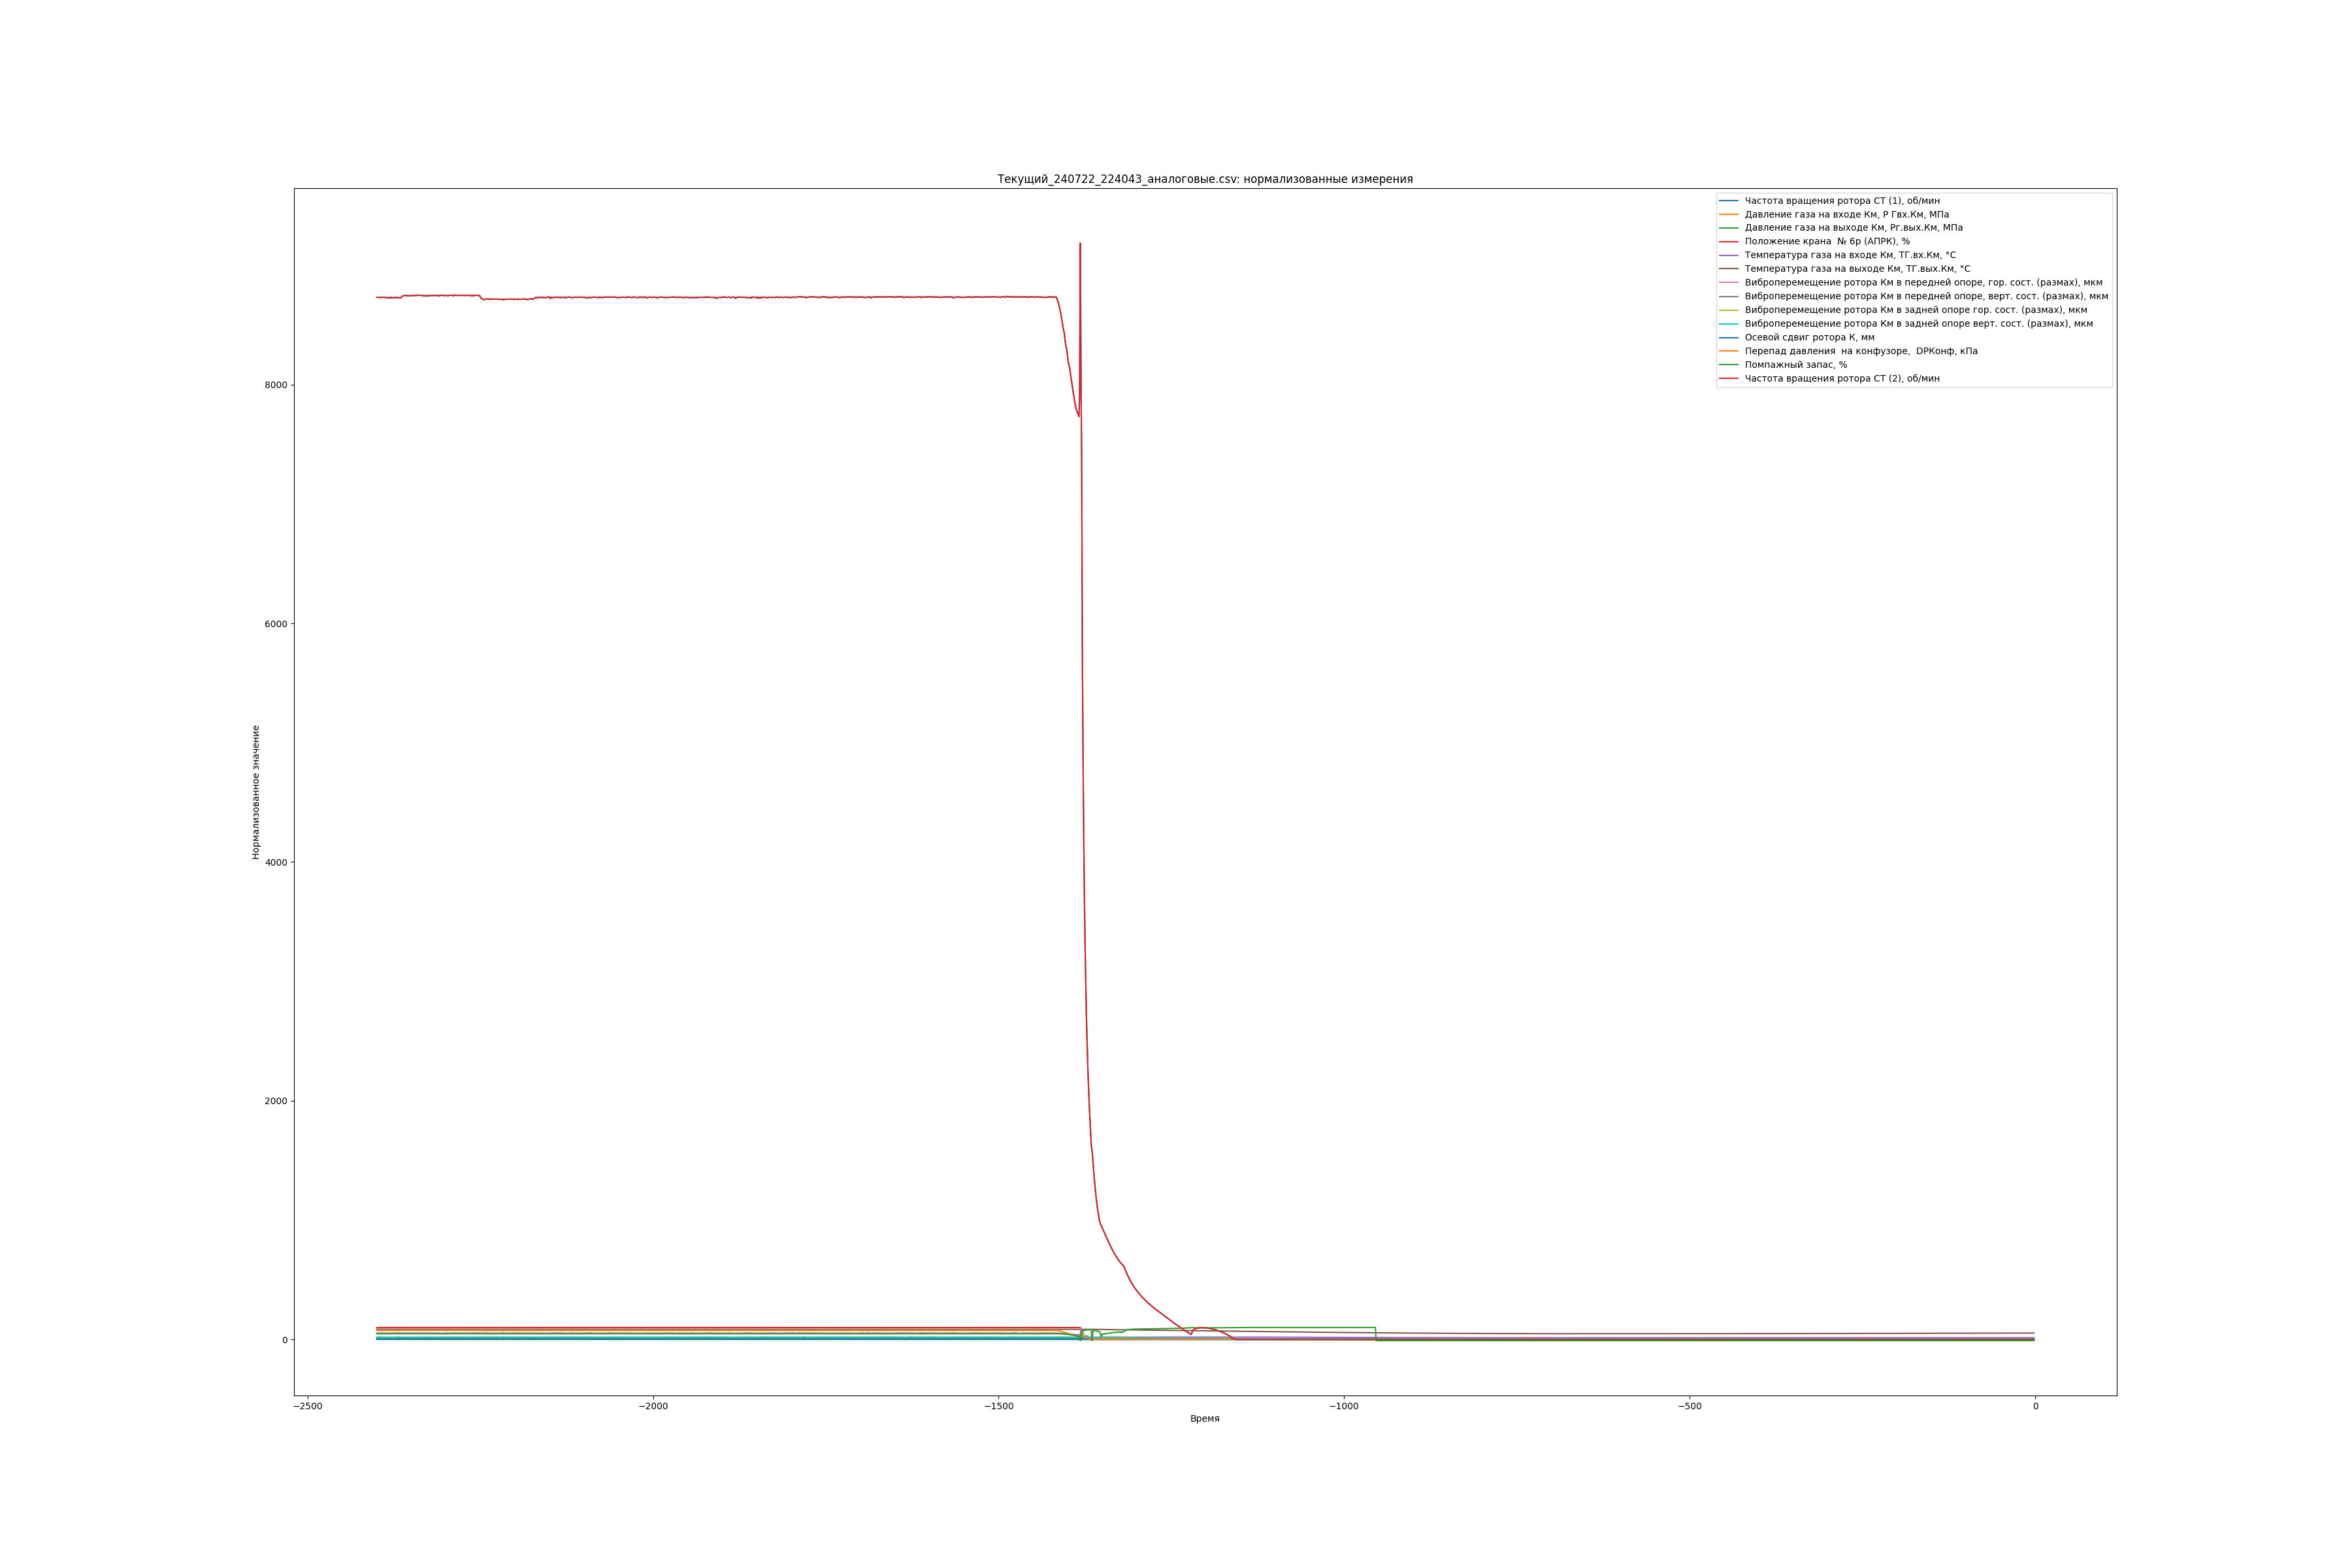 Текущий_240722_224043_аналоговые.csv: нормализованные измерения
Частота вращения ротора СТ (1), об/мин
Давление газа на входе Км, Р Гвх.Км, МПа
Давление газа на выходе Км, Рг.вых.Км, МПа
Положение крана  № 6р (АПРК), %
Температура газа на входе Км, ТГ.вх.Км, °С
Температура газа на выходе Км, ТГ.вых.Км, °С
Виброперемещение ротора Км в передней опоре, гор. сост. (размах), мкм
Виброперемещение ротора Км в передней опоре, верт. сост. (размах), мкм
Виброперемещение ротора Км в задней опоре гор. сост. (размах), мкм
Виброперемещение ротора Км в задней опоре верт. сост. (размах), мкм
Осевой сдвиг ротора К, мм
Перепад давления  на конфузоре,  DPКонф, кПа
Помпажный запас, %
Частота вращения ротора СТ (2), об/мин
8000
6000
4000
2000
0
Нормализованное значение
−2500
−2000
−1500
−1000
−500
0
Время